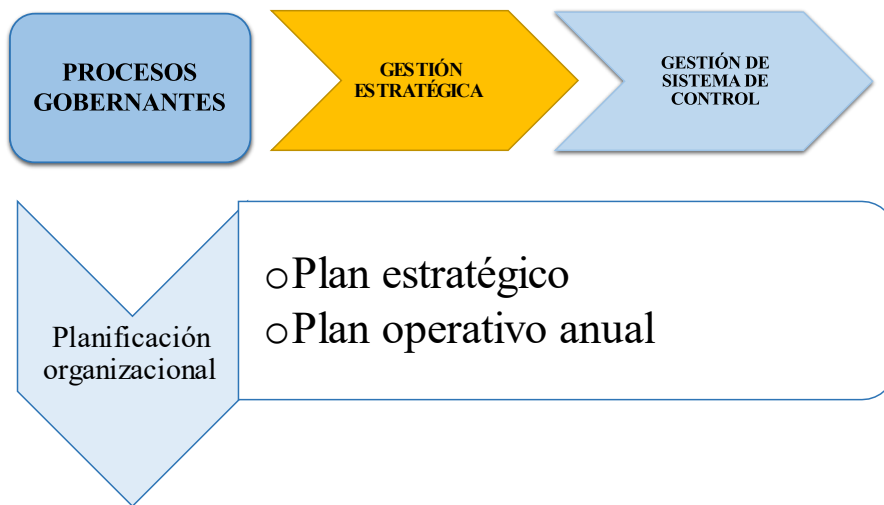 PROCESOS
GOBERNANTES
GESTIÓN
ESTRATÉGICA
GESTIÓN DE
SISTEMA DE
CONTROL
Planificación
organizacional
oPlan estratégico
oPlan operativo anual